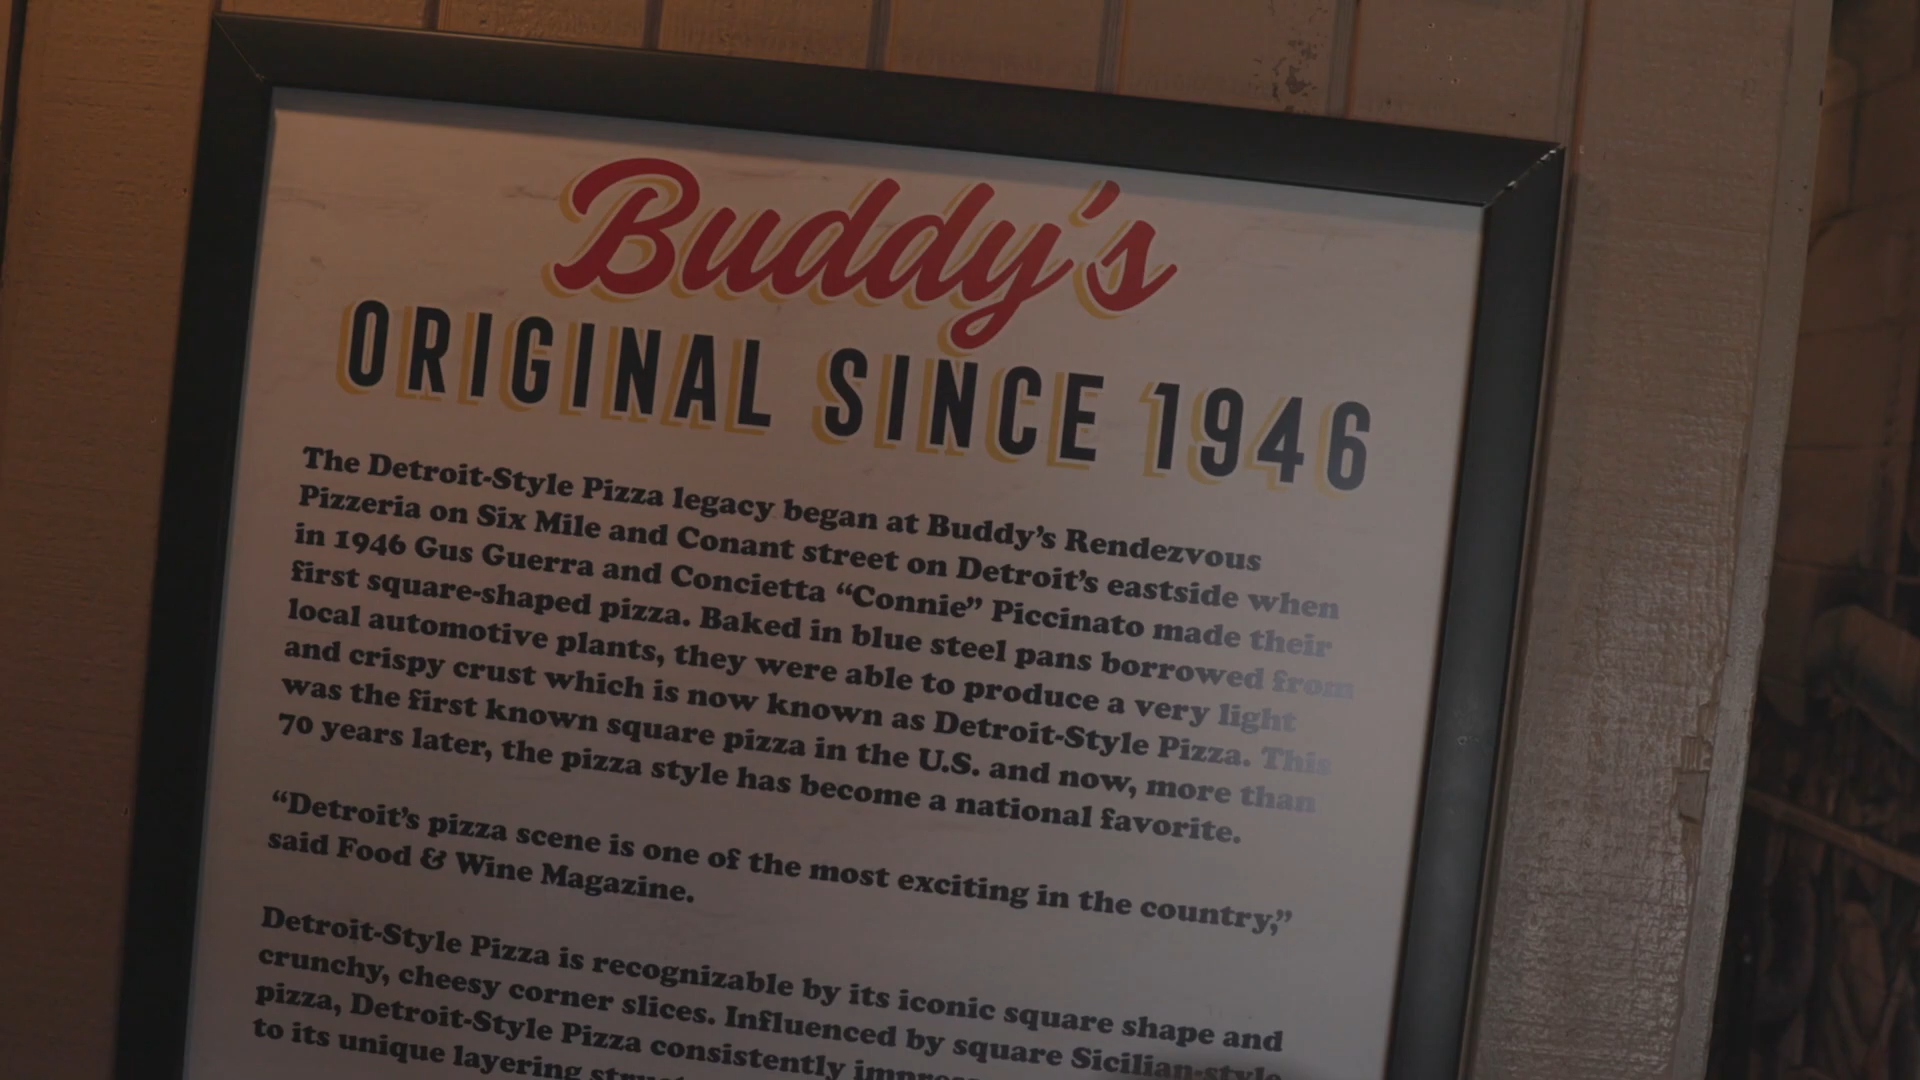 Buddy's
ORIGINAL SINCE 1946
The Detroit-Style Pizza legacy began at Buddy's Rendezvous
Pizzeria on Six Mile and Conant street on Detroit's eastside when
in 1946 Gus Guerra and Concietta “Connie” Piccinato made their
first square-shaped pizza. Baked in blue steel pans borrowed from
local automotive plants, they were able to produce a very light
and crispy crust which is now known as Detroit-Style Pizza. This
was the first known square pizza in the U.S. and now, more than
70 years later, the pizza style has become a national favorite.
“Detroit's pizza scene is one of the most exciting in the country,”
said Food & Wine Magazine.
Detroit-Style Pizza is recognizable by its iconic square shape and
crunchy, cheesy corner slices. Influenced by square Sicilian-style
pizza, Detroit-Style Pizza consistently
to its unique layering